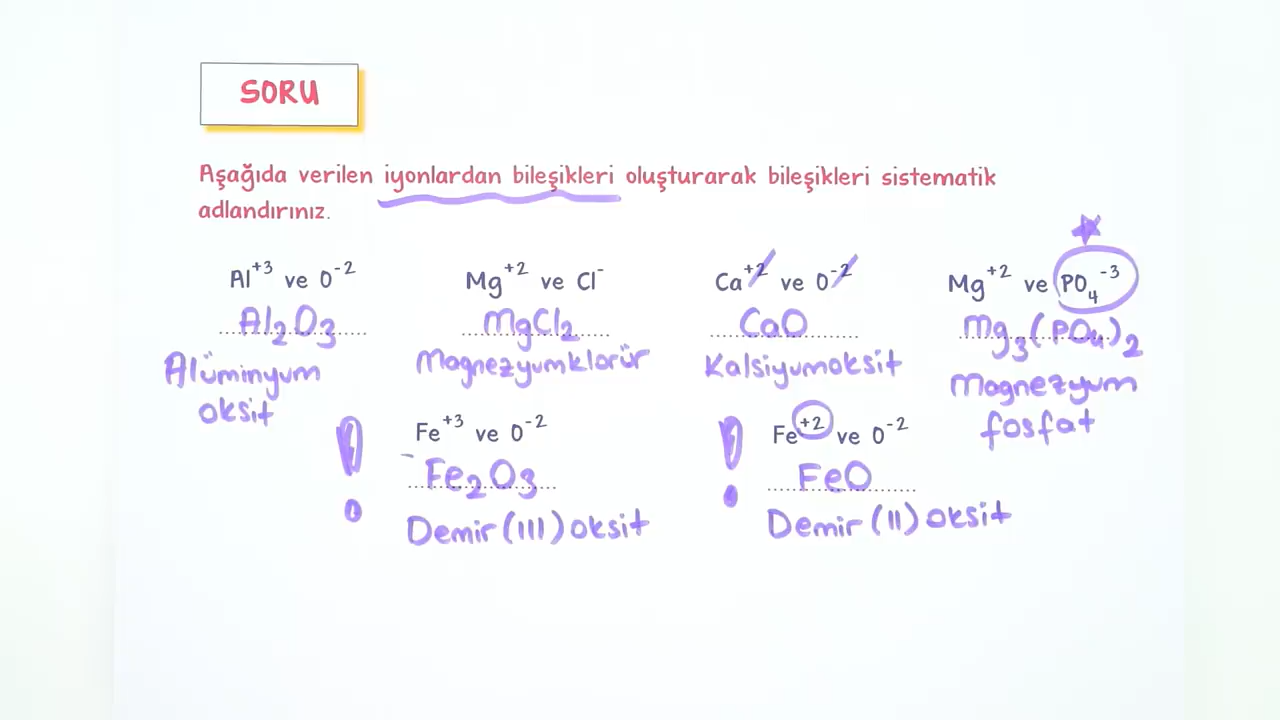 SORU
Aşağıda verilen iyonlardan bileşikleri oluşturarak bileşikleri sistematik
adlandırınız.
Al⁺³ ve O⁻² Mg⁺² ve Cl⁻ Ca⁺² ve O⁻² Mg⁺² ve PO₄⁻³
Al₂O₃ MgCl₂ CaO Mg₃(PO₄)₂
Alüminyum Magnezyumklorür Kalsiyumoksit Magnezyum
oksit fosfat
Fe⁺³ ve O⁻² Fe⁺² ve O⁻²
Fe₂O₃ FeO
Demir (III) oksit Demir (II) oksit